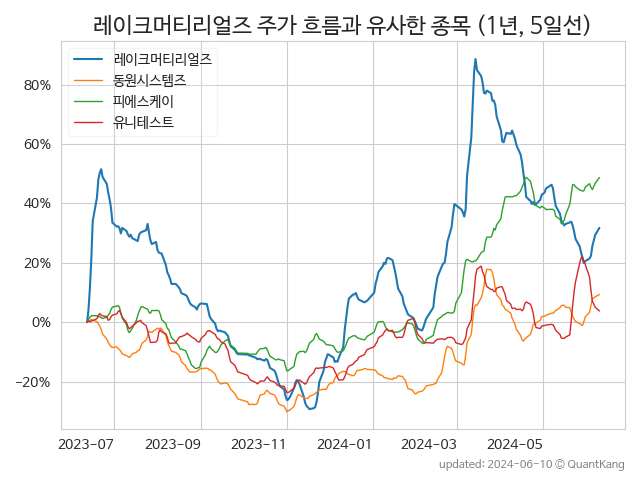 레이크머티리얼즈 주가 흐름과 유사한 종목 (1년, 5일선)
레이크머티리얼즈
동원시스템즈
피에스케이
유니테스트
80%
60%
40%
20%
0%
−20%
2023-07 2023-09 2023-11 2024-01 2024-03 2024-05
updated: 2024-06-10 © QuantKang